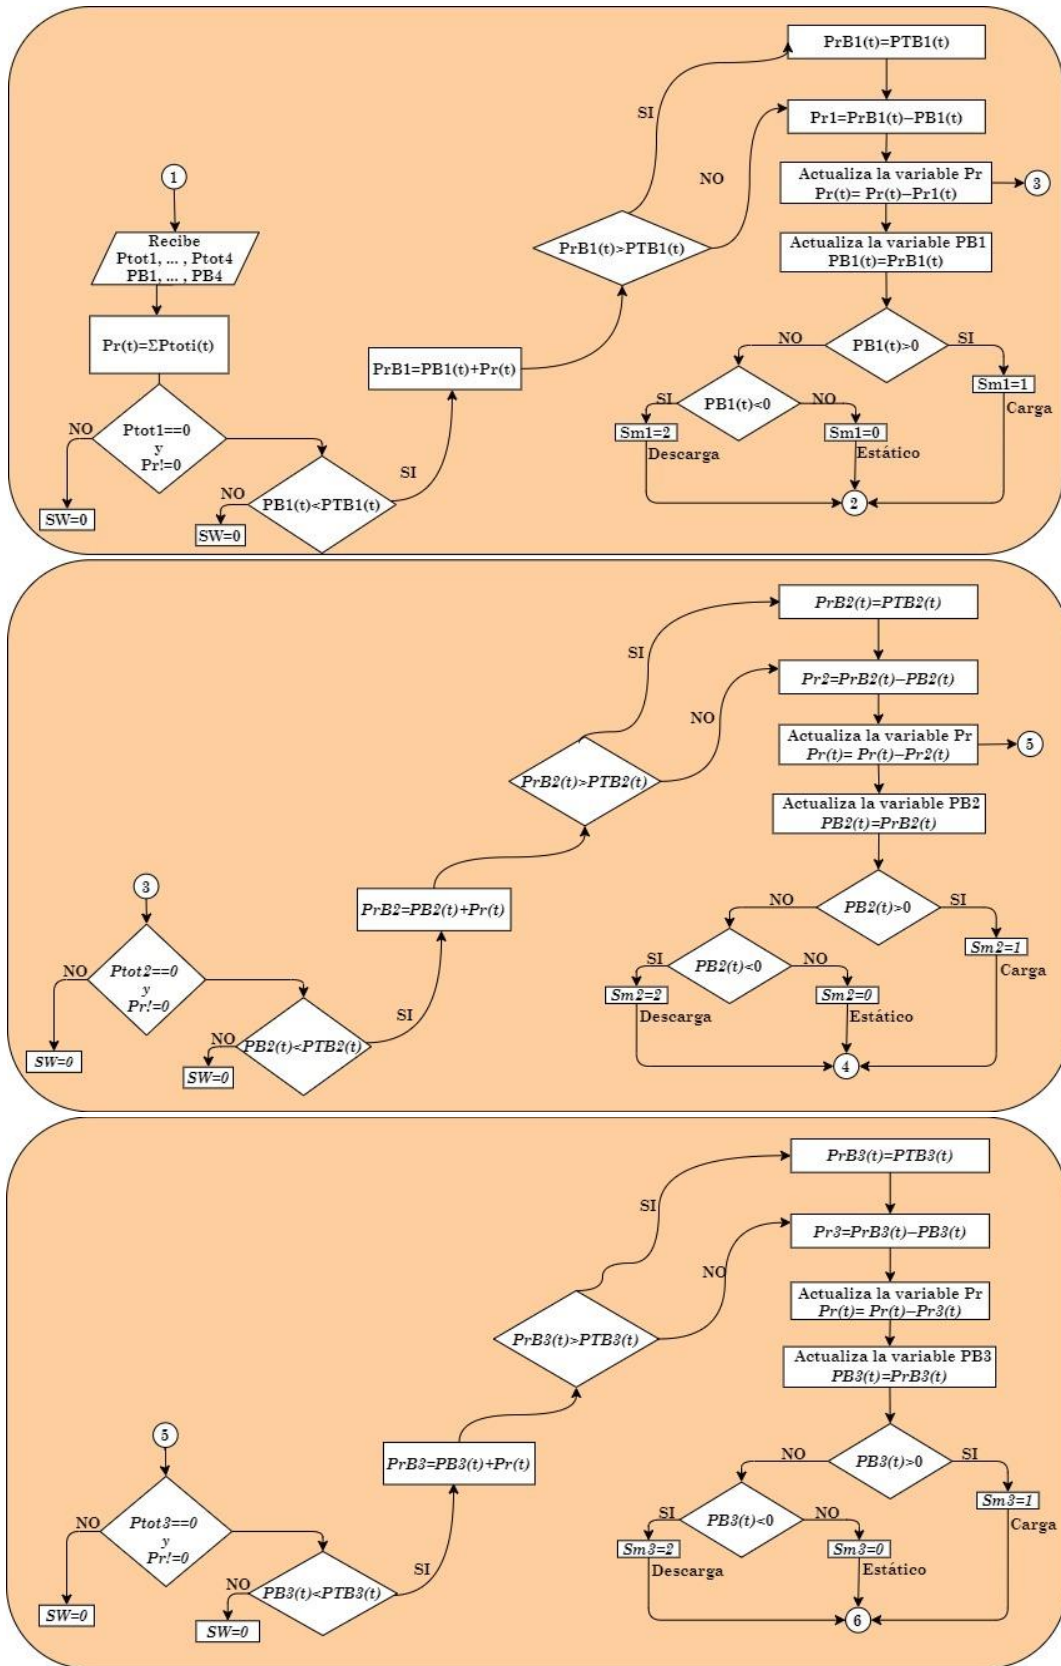 1
Recibe
Ptot1, ... , Ptot4
PB1, ... , PB4
Pr(t)=ΣPtoti(t)
Ptot1==0
y
Pr!=0
NO
SW=0
PB1(t)<PTB1(t)
NO
SW=0
SI
PrB1=PB1(t)+Pr(t)
PrB1(t)>PTB1(t)
SI
NO
PrB1(t)=PTB1(t)
Pr1=PrB1(t)−PB1(t)
Actualiza la variable Pr
Pr(t)= Pr(t)−Pr1(t)
3
Actualiza la variable PB1
PB1(t)=PrB1(t)
PB1(t)>0
NO
SI
Sm1=1
Carga
PB1(t)<0
SI
NO
Sm1=2
Descarga
Sm1=0
Estático
2
3
Ptot2==0
y
Pr!=0
NO
SW=0
PB2(t)<PTB2(t)
NO
SW=0
SI
PrB2=PB2(t)+Pr(t)
PrB2(t)>PTB2(t)
SI
NO
PrB2(t)=PTB2(t)
Pr2=PrB2(t)−PB2(t)
Actualiza la variable Pr
Pr(t)= Pr(t)−Pr2(t)
5
Actualiza la variable PB2
PB2(t)=PrB2(t)
PB2(t)>0
NO
SI
Sm2=1
Carga
PB2(t)<0
SI
NO
Sm2=2
Descarga
Sm2=0
Estático
4
5
Ptot3==0
y
Pr!=0
NO
SW=0
PB3(t)<PTB3(t)
NO
SW=0
SI
PrB3=PB3(t)+Pr(t)
PrB3(t)>PTB3(t)
SI
NO
PrB3(t)=PTB3(t)
Pr3=PrB3(t)−PB3(t)
Actualiza la variable Pr
Pr(t)= Pr(t)−Pr3(t)
Actualiza la variable PB3
PB3(t)=PrB3(t)
PB3(t)>0
NO
SI
Sm3=1
Carga
PB3(t)<0
SI
NO
Sm3=2
Descarga
Sm3=0
Estático
6